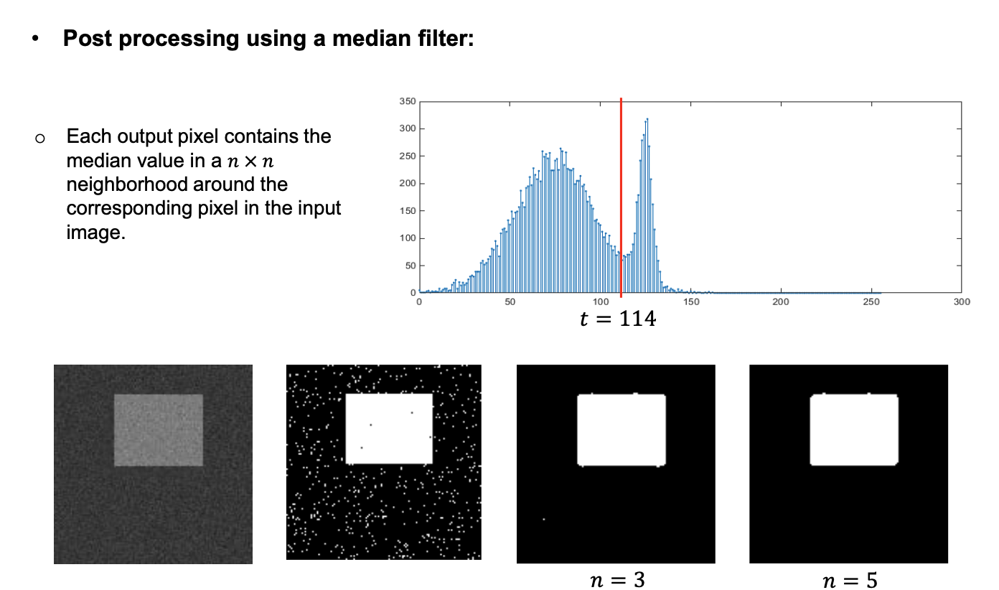 • Post processing using a median filter:
350
300
250
200
150
100
50
0
0 50 100 150 200 250 300
t = 114
o Each output pixel contains the
median value in a n × n
neighborhood around the
corresponding pixel in the input
image.
n = 3
n = 5